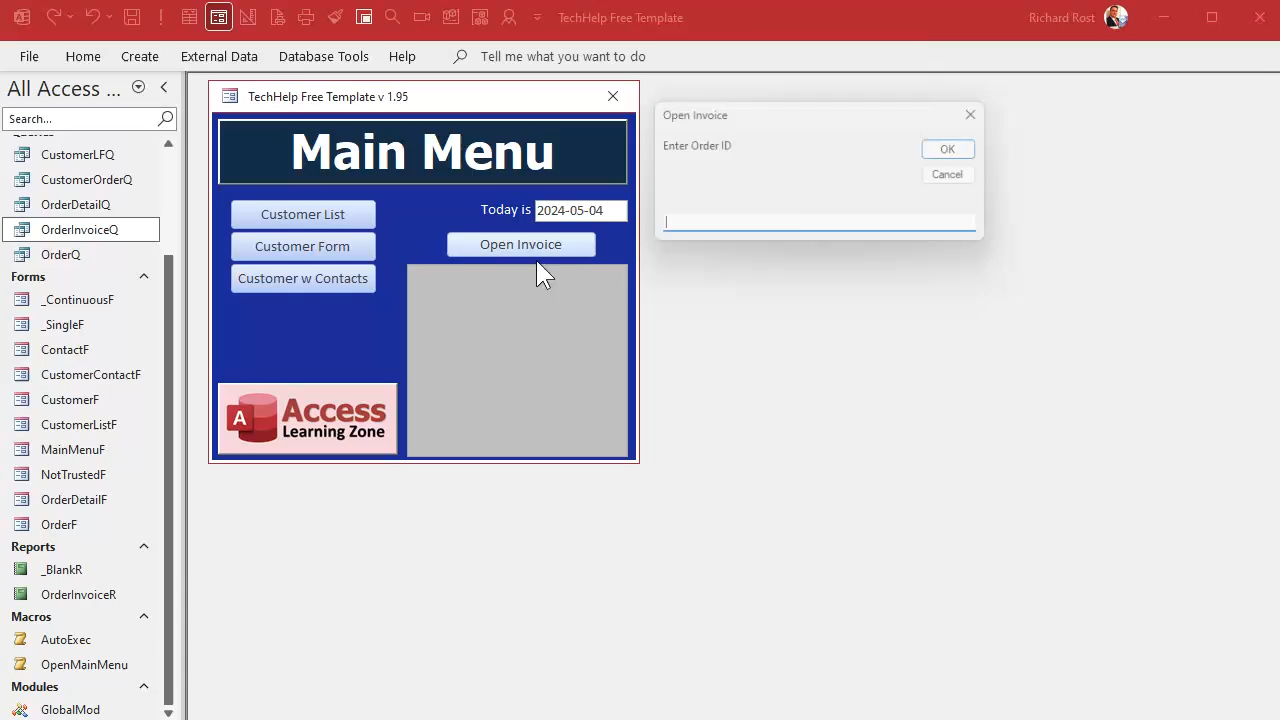 TechHelp Free Template
Richard Rost
File
Home
Create
External Data
Database Tools
Help
Tell me what you want to do
All Access ...
Search...
CustomerLFQ
CustomerOrderQ
OrderDetailQ
OrderInvoiceQ
OrderQ
Forms
_ContinuousF
_SingleF
ContactF
CustomerContactF
CustomerF
CustomerListF
MainMenuF
NotTrustedF
OrderDetailF
OrderF
Reports
_BlankR
OrderInvoiceR
Macros
AutoExec
OpenMainMenu
Modules
GlobalMod
TechHelp Free Template v 1.95
Main Menu
Customer List
Customer Form
Customer w Contacts
Today is 2024-05-04
Open Invoice
A Access
Learning Zone
Open Invoice
Enter Order ID
OK
Cancel